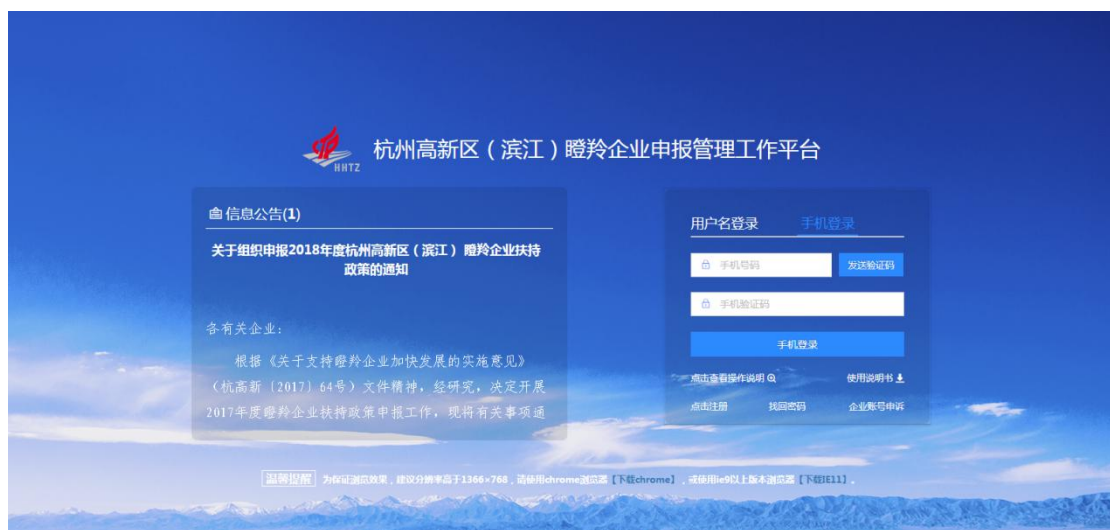 HHTZ
杭州高新区（滨江）瞪羚企业申报管理工作平台
信息公告(1)
关于组织申报2018年度杭州高新区（滨江） 瞪羚企业扶持
政策的通知
各有关企业：
根据《关于支持瞪羚企业加快发展的实施意见》
（杭高新〔2017〕64号）文件精神，经研究，决定开展
2017年度瞪羚企业扶持政策申报工作，现将有关事项通
用户名登录 手机登录
手机号码 发送验证码
手机验证码
手机登录
点击查看操作说明 使用说明书
点击注册 找回密码 企业账号申诉
温馨提醒 为保证浏览效果，建议分辨率高于1366×768，请使用chrome浏览器【下载chrome】，或使用ie9以上版本浏览器【下载IE11】。